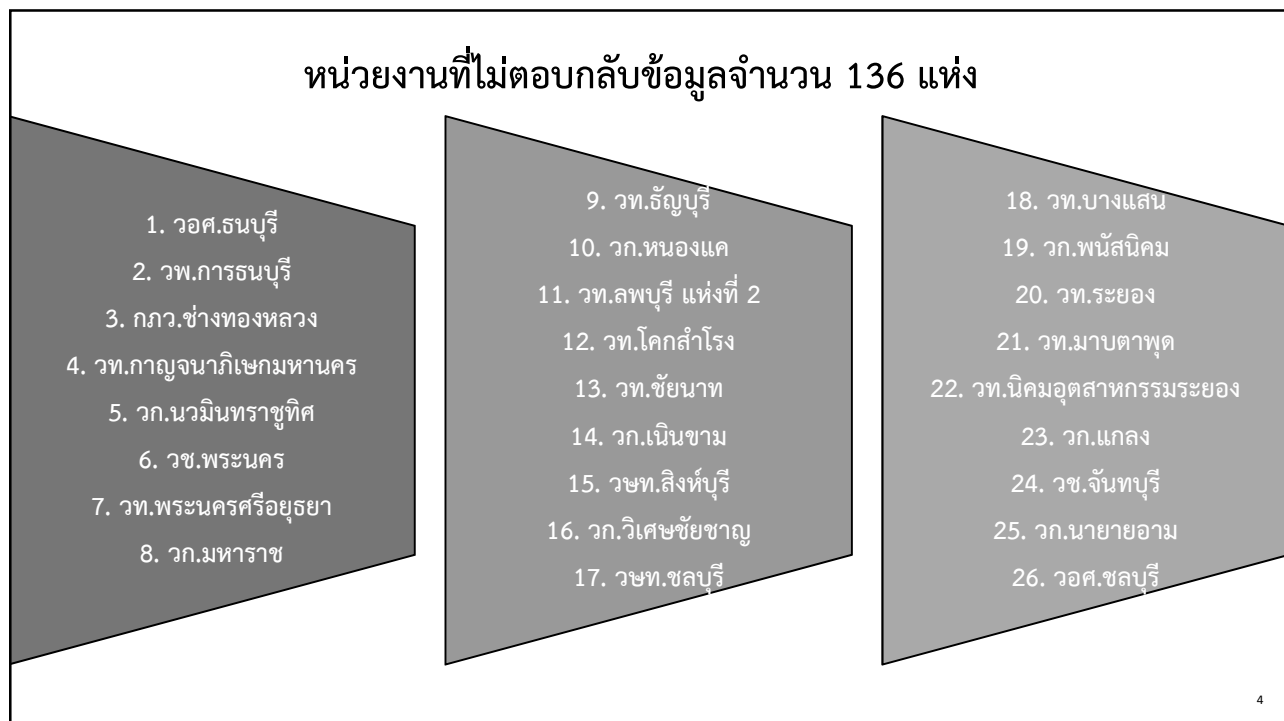 หน่วยงานที่ไม่ตอบกลับข้อมูลจำนวน 136 แห่ง
1. วอศ.ธนบุรี
2. วพ.การธนบุรี
3. กภว.ช่างทองหลวง
4. วท.กาญจนาภิเษกมหานคร
5. วก.นวมินทราชูทิศ
6. วช.พระนคร
7. วท.พระนครศรีอยุธยา
8. วก.มหาราช
9. วท.ธัญบุรี
10. วก.หนองแค
11. วท.ลพบุรี แห่งที่ 2
12. วท.โคกสำโรง
13. วท.ชัยนาท
14. วก.เนินขาม
15. วษท.สิงห์บุรี
16. วก.วิเศษชัยชาญ
17. วษท.ชลบุรี
18. วท.บางแสน
19. วก.พนัสนิคม
20. วท.ระยอง
21. วท.มาบตาพุด
22. วท.นิคมอุตสาหกรรมระยอง
23. วก.แกลง
24. วช.จันทบุรี
25. วก.นายายอาม
26. วอศ.ชลบุรี
4